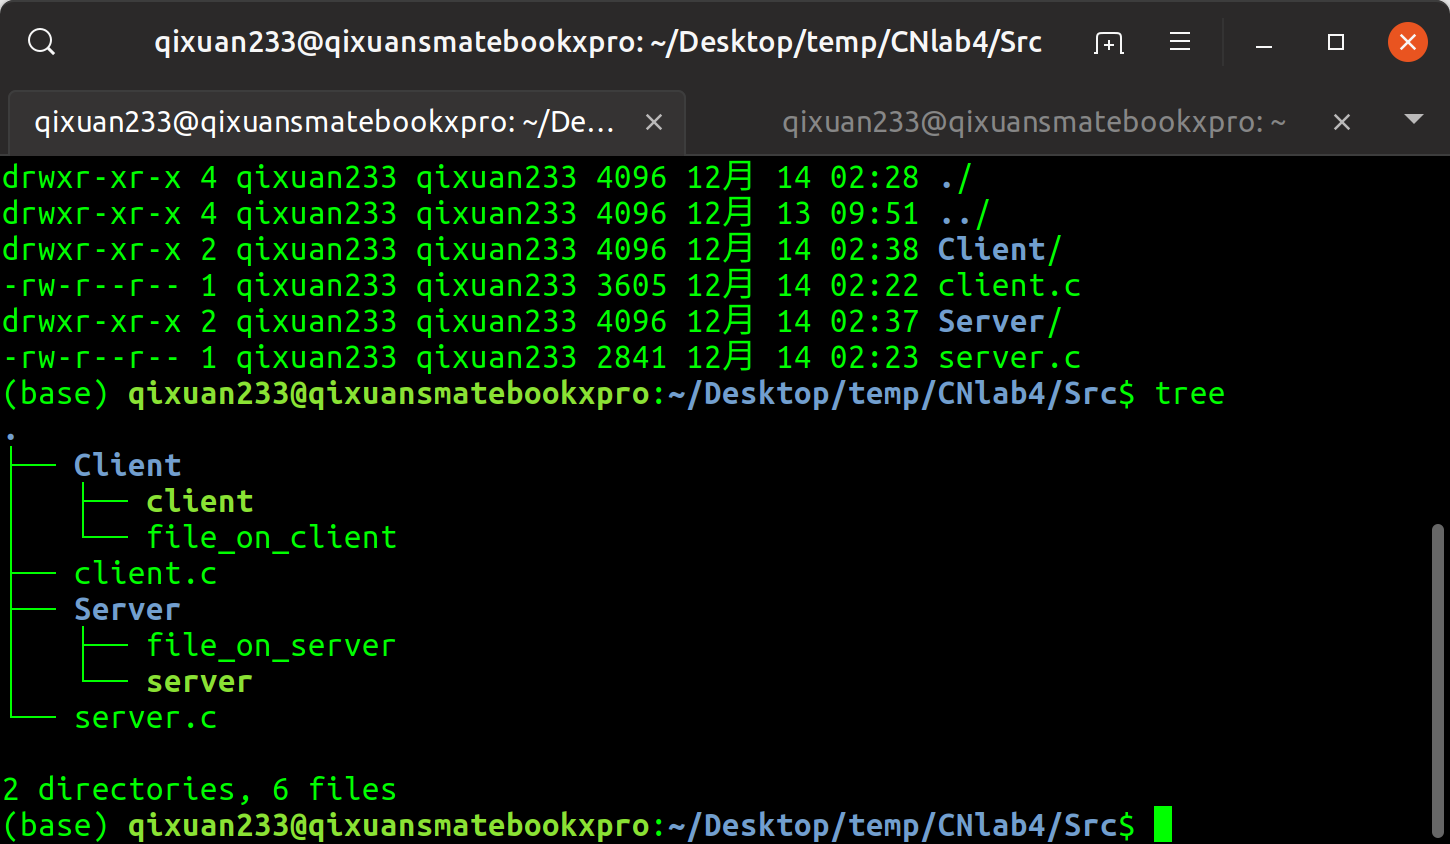 qixuan233@qixuansmatebookxpro: ~/Desktop/temp/CNlab4/Src
qixuan233@qixuansmatebookxpro: ~/De... qixuan233@qixuansmatebookxpro: ~
drwxr-xr-x 4 qixuan233 qixuan233 4096 12月 14 02:28 ./
drwxr-xr-x 4 qixuan233 qixuan233 4096 12月 13 09:51 ../
drwxr-xr-x 2 qixuan233 qixuan233 4096 12月 14 02:38 Client/
-rw-r--r-- 1 qixuan233 qixuan233 3605 12月 14 02:22 client.c
drwxr-xr-x 2 qixuan233 qixuan233 4096 12月 14 02:37 Server/
-rw-r--r-- 1 qixuan233 qixuan233 2841 12月 14 02:23 server.c
(base) qixuan233@qixuansmatebookxpro:~/Desktop/temp/CNlab4/Src$ tree
.
├── Client
│   ├── client
│   └── file_on_client
├── client.c
├── Server
│   ├── file_on_server
│   └── server
└── server.c
2 directories, 6 files
(base) qixuan233@qixuansmatebookxpro:~/Desktop/temp/CNlab4/Src$